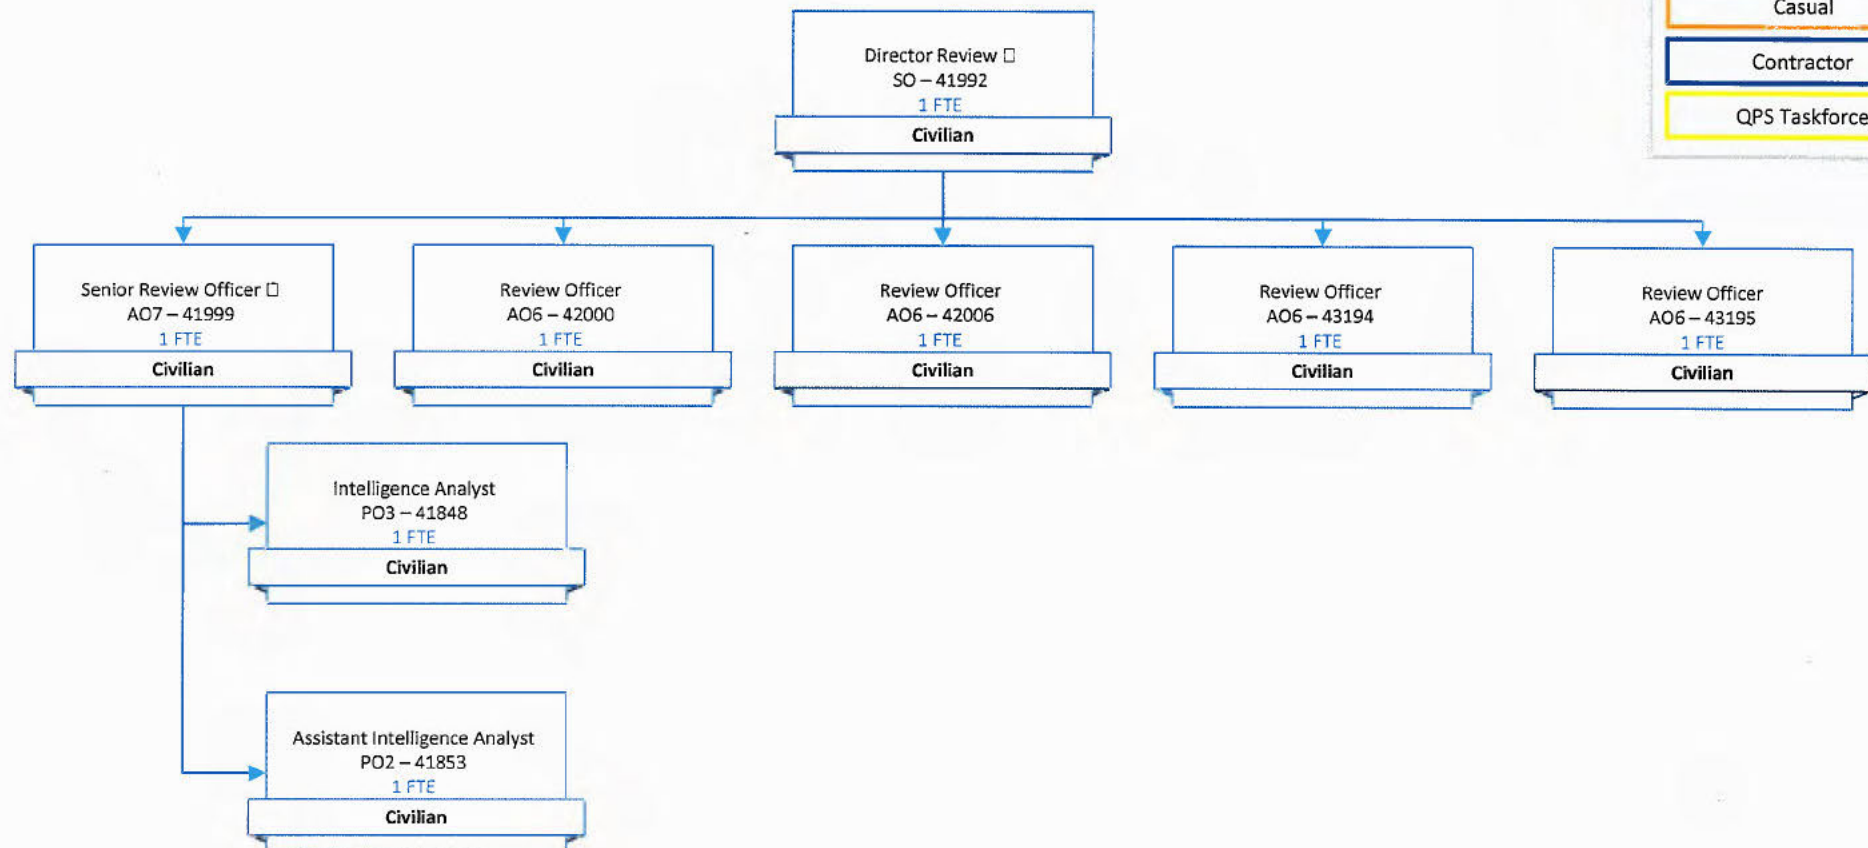 Casual
Contractor
QPS Taskforce
Director Review □
SO – 41992
1 FTE
Civilian
Senior Review Officer □
AO7 – 41999
1 FTE
Civilian
Review Officer
AO6 – 42000
1 FTE
Civilian
Review Officer
AO6 – 42006
1 FTE
Civilian
Review Officer
AO6 – 43194
1 FTE
Civilian
Review Officer
AO6 – 43195
1 FTE
Civilian
Intelligence Analyst
PO3 – 41848
1 FTE
Civilian
Assistant Intelligence Analyst
PO2 – 41853
1 FTE
Civilian